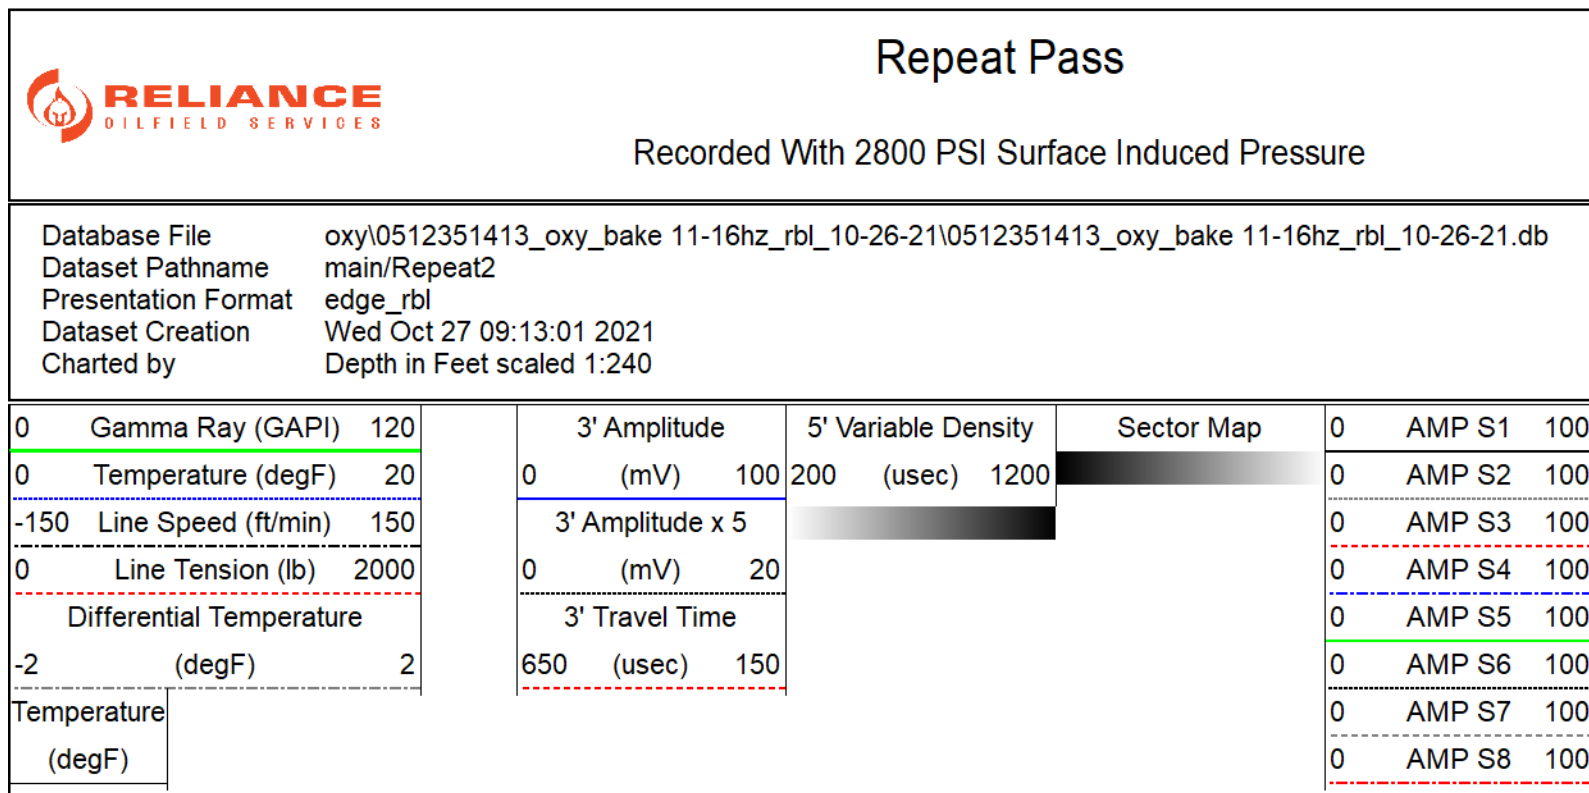 Repeat Pass
RELIANCE
OILFIELD SERVICES
Recorded With 2800 PSI Surface Induced Pressure
Database File oxy\0512351413_oxy_bake 11-16hz_rbl_10-26-21\0512351413_oxy_bake 11-16hz_rbl_10-26-21.db
Dataset Pathname main/Repeat2
Presentation Format edge_rbl
Dataset Creation Wed Oct 27 09:13:01 2021
Charted by Depth in Feet scaled 1:240
0 Gamma Ray (GAPI) 120
0 Temperature (degF) 20
-150 Line Speed (ft/min) 150
0 Line Tension (lb) 2000
Differential Temperature
-2 (degF) 2
Temperature
(degF)
3' Amplitude
0 (mV) 100
3' Amplitude x 5
0 (mV) 20
3' Travel Time
650 (usec) 150
5' Variable Density
200 (usec) 1200
Sector Map
0 AMP S1 100
0 AMP S2 100
0 AMP S3 100
0 AMP S4 100
0 AMP S5 100
0 AMP S6 100
0 AMP S7 100
0 AMP S8 100